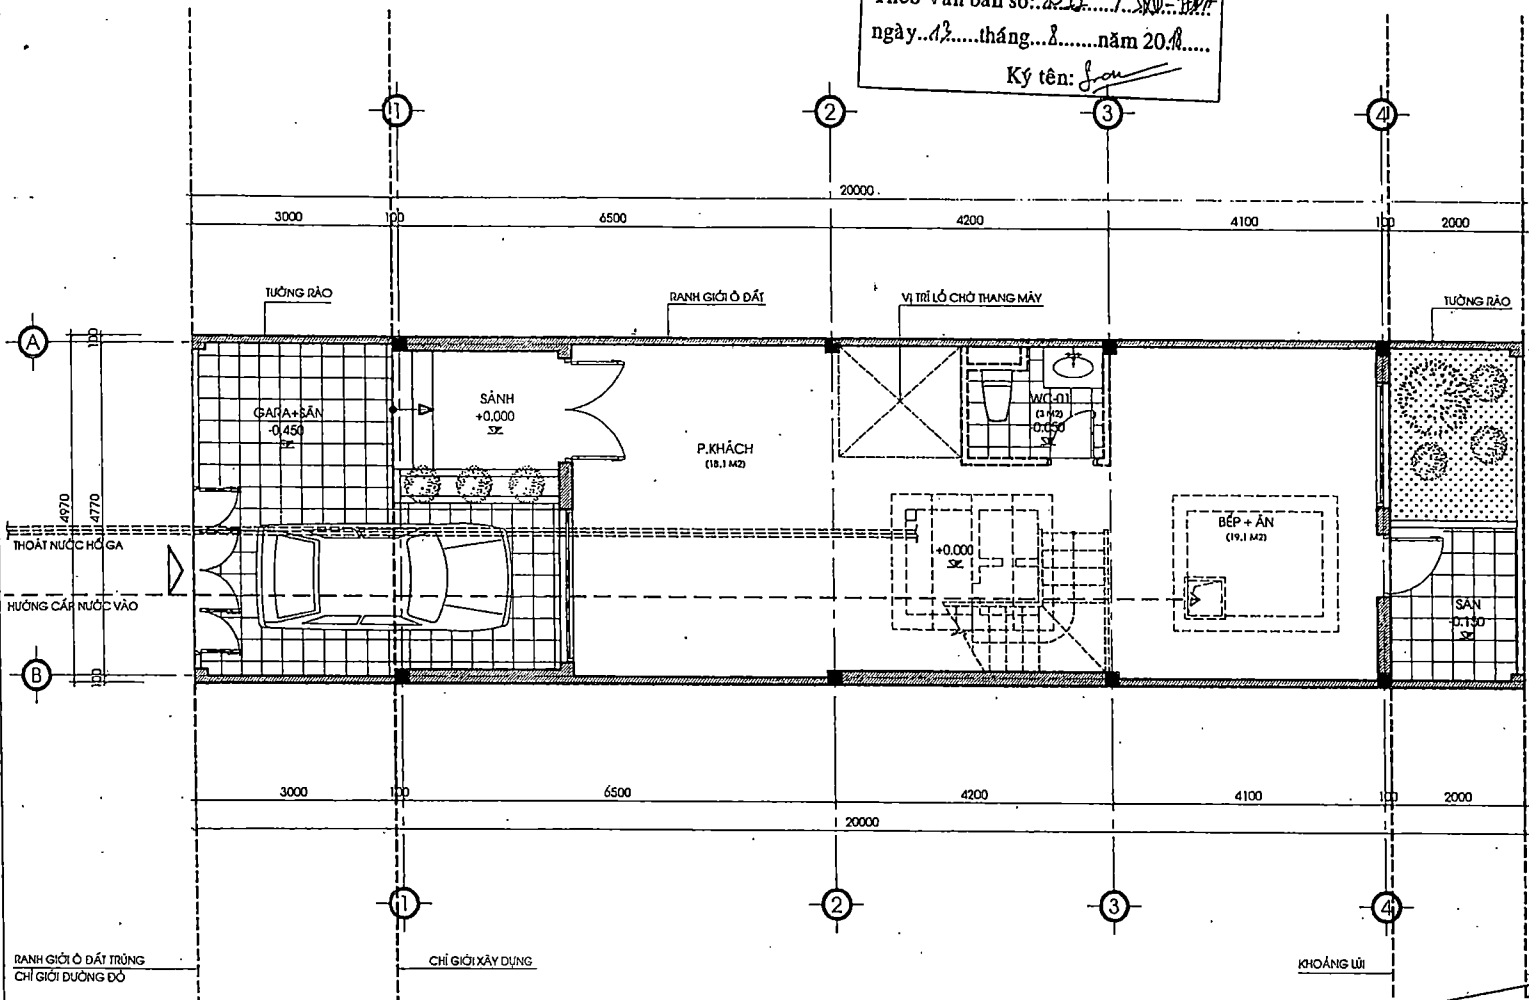 Theo văn bản số:
ngày..13.....tháng...8.......năm 2018.....
Ký tên:
1
2
3
4
20000
3000
100
6500
4200
4100
100
2000
TƯỜNG RÀO
RANH GIỚI Ô ĐẤT
VỊ TRÍ LỖ CHỜ THANG MÁY
TƯỜNG RÀO
A
100
GARA+SÂN
-0.450
SẢNH
+0.000
WC-01
(3 M2)
-0.050
P.KHÁCH
(18,1 M2)
4970
4770
BẾP + ĂN
(19,1 M2)
THOÁT NƯỚC HỐ GA
+0.000
HƯỚNG CẤP NƯỚC VÀO
SÂN
-0.150
B
100
3000
100
6500
4200
4100
100
2000
20000
1
2
3
4
RANH GIỚI Ô ĐẤT TRÙNG
CHỈ GIỚI ĐƯỜNG ĐỎ
CHỈ GIỚI XÂY DỰNG
KHOẢNG LÙI